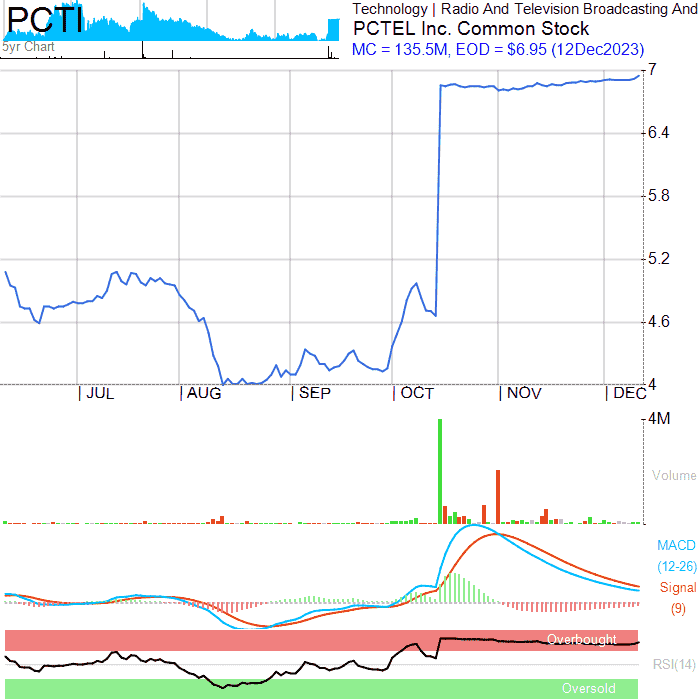 PCTI
5yr Chart
Technology | Radio And Television Broadcasting And
PCTEL Inc. Common Stock
MC = 135.5M, EOD = $6.95 (12Dec2023)
7
6.4
5.8
5.2
4.6
4
JUL
AUG
SEP
OCT
NOV
DEC
4M
Volume
MACD
(12-26)
Signal
(9)
Overbought
RSI(14)
Oversold